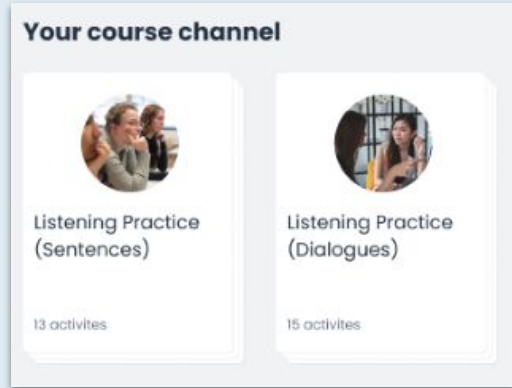 Your course channel
Listening Practice
(Sentences)
13 activites
Listening Practice
(Dialogues)
15 activites